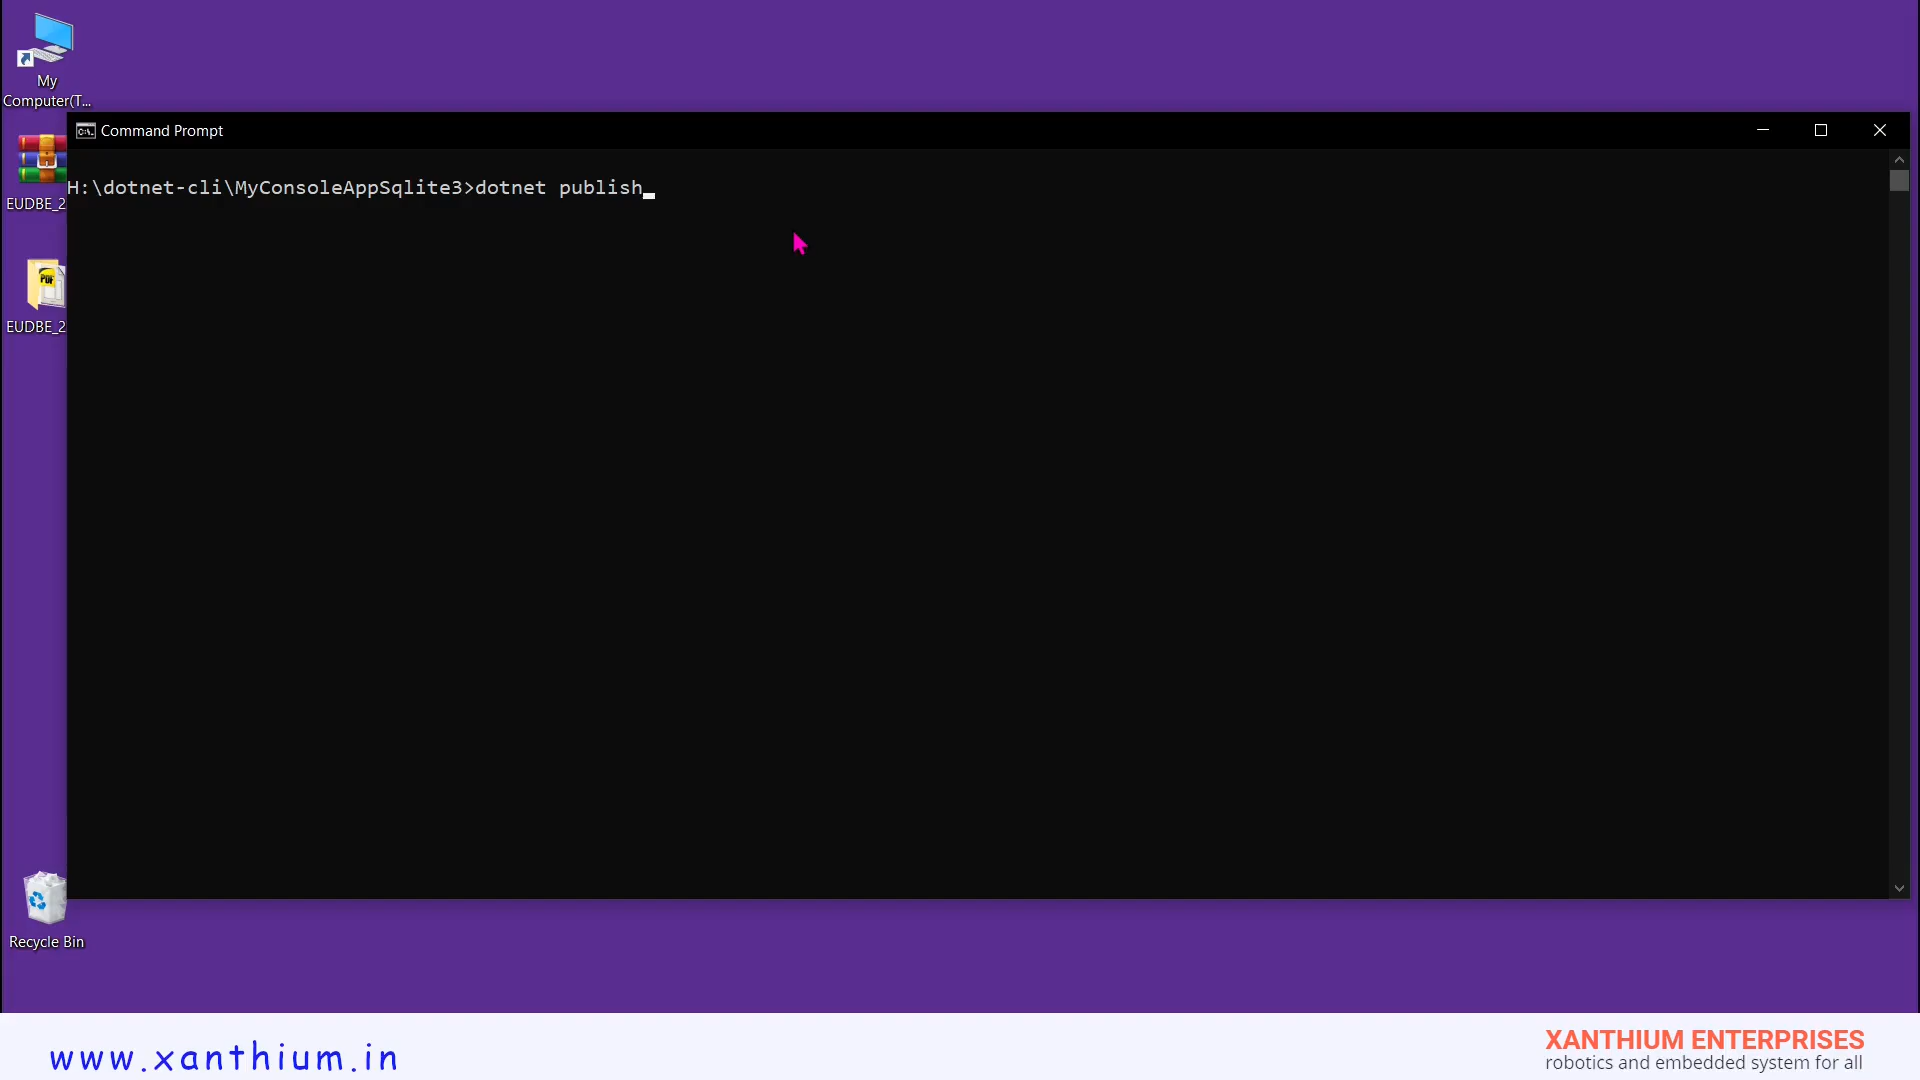 My
Computer(T...
Command Prompt
H:\dotnet-cli\MyConsoleAppSqlite3>dotnet publish
EUDBE_2
PDF
EUDBE_2
Recycle Bin
www.xanthium.in
XANTHIUM ENTERPRISES
robotics and embedded system for all